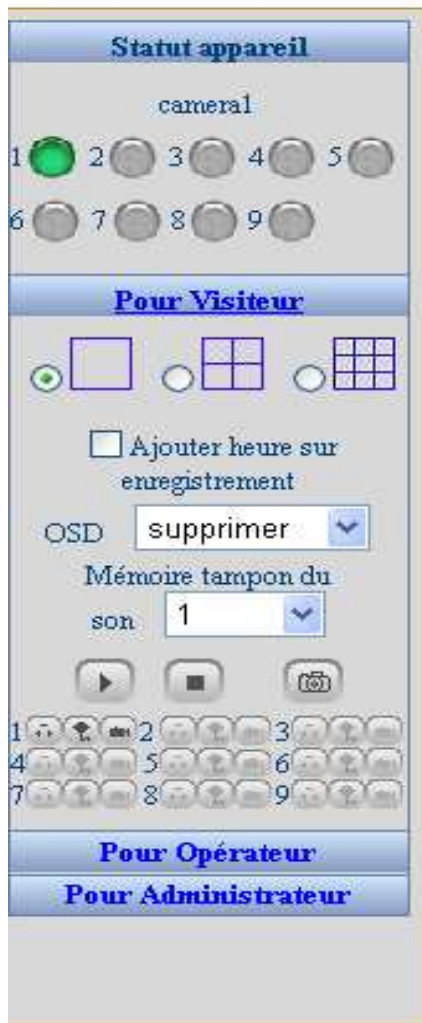 Statut appareil
camera1
1 2 3 4 5
6 7 8 9
Pour Visiteur
Ajouter heure sur
enregistrement
OSD supprimer
Mémoire tampon du
son 1
1 2 3
4 5 6
7 8 9
Pour Opérateur
Pour Administrateur